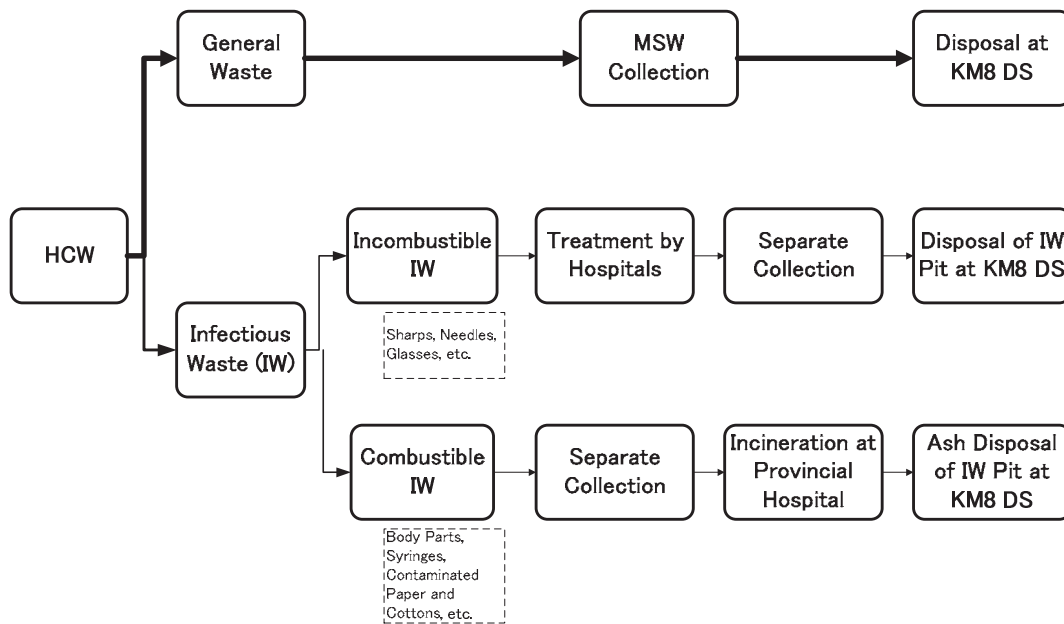 General
Waste
MSW
Collection
Disposal at
KM8 DS
HCW
Incombustible
IW
Treatment by
Hospitals
Separate
Collection
Disposal of IW
Pit at KM8 DS
Sharps, Needles,
Glasses, etc.
Infectious
Waste (IW)
Combustible
IW
Separate
Collection
Incineration at
Provincial
Hospital
Ash Disposal
of IW Pit at
KM8 DS
Body Parts,
Syringes,
Contaminated
Paper and
Cottons, etc.